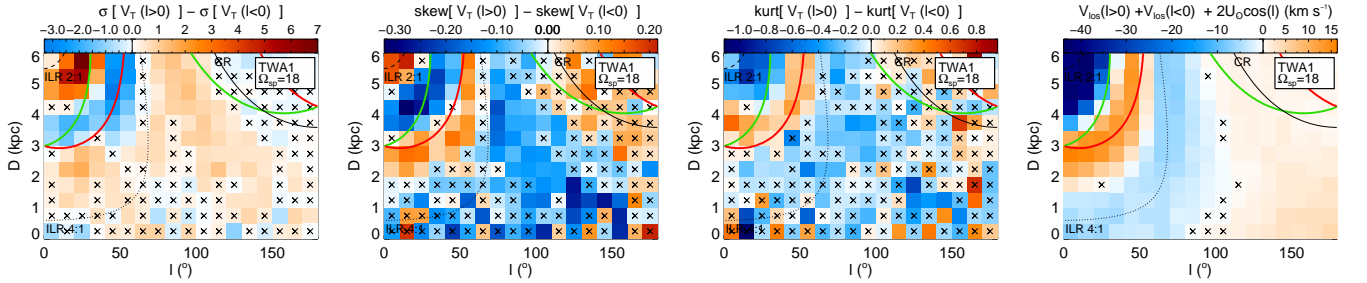 σ [ V_T (l>0) ] − σ [ V_T (l<0) ]
−3.0 −2.0 −1.0 0 1 2 3 4 5 6 7
6
5
4
3
2
1
0
D (kpc)
ILR 2:1
CR
TWA1
Ω_sp=18
ILR 4:1
0 50 100 150
l (°)
skew[ V_T (l>0) ] − skew[ V_T (l<0) ]
−0.30 −0.20 −0.10 0.00 0.10 0.20
6
5
4
3
2
1
0
D (kpc)
ILR 2:1
CR
TWA1
Ω_sp=18
ILR 4:1
0 50 100 150
l (°)
kurt[ V_T (l>0) ] − kurt[ V_T (l<0) ]
−1.0 −0.8 −0.6 −0.4 −0.2 0.0 0.2 0.4 0.6 0.8
6
5
4
3
2
1
0
D (kpc)
ILR 2:1
CR
TWA1
Ω_sp=18
ILR 4:1
0 50 100 150
l (°)
V_los(l>0) +V_los(l<0) + 2U_O cos(l) (km s⁻¹)
−40 −30 −20 −10 0 5 10 16
6
5
4
3
2
1
0
D (kpc)
ILR 2:1
CR
TWA1
Ω_sp=18
ILR 4:1
0 50 100 150
l (°)